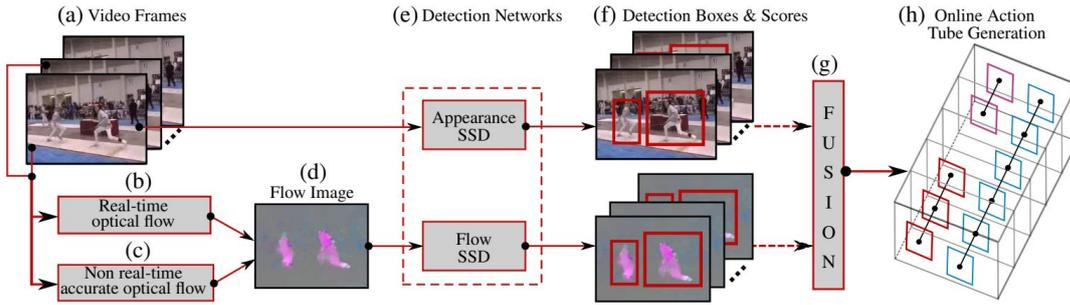 (a) Video Frames
(e) Detection Networks
(f) Detection Boxes & Scores
(h) Online Action
Tube Generation
(g)
Appearance
SSD
FUSION
(b)
Real-time
optical flow
(d)
Flow Image
(c)
Non real-time
accurate optical flow
Flow
SSD